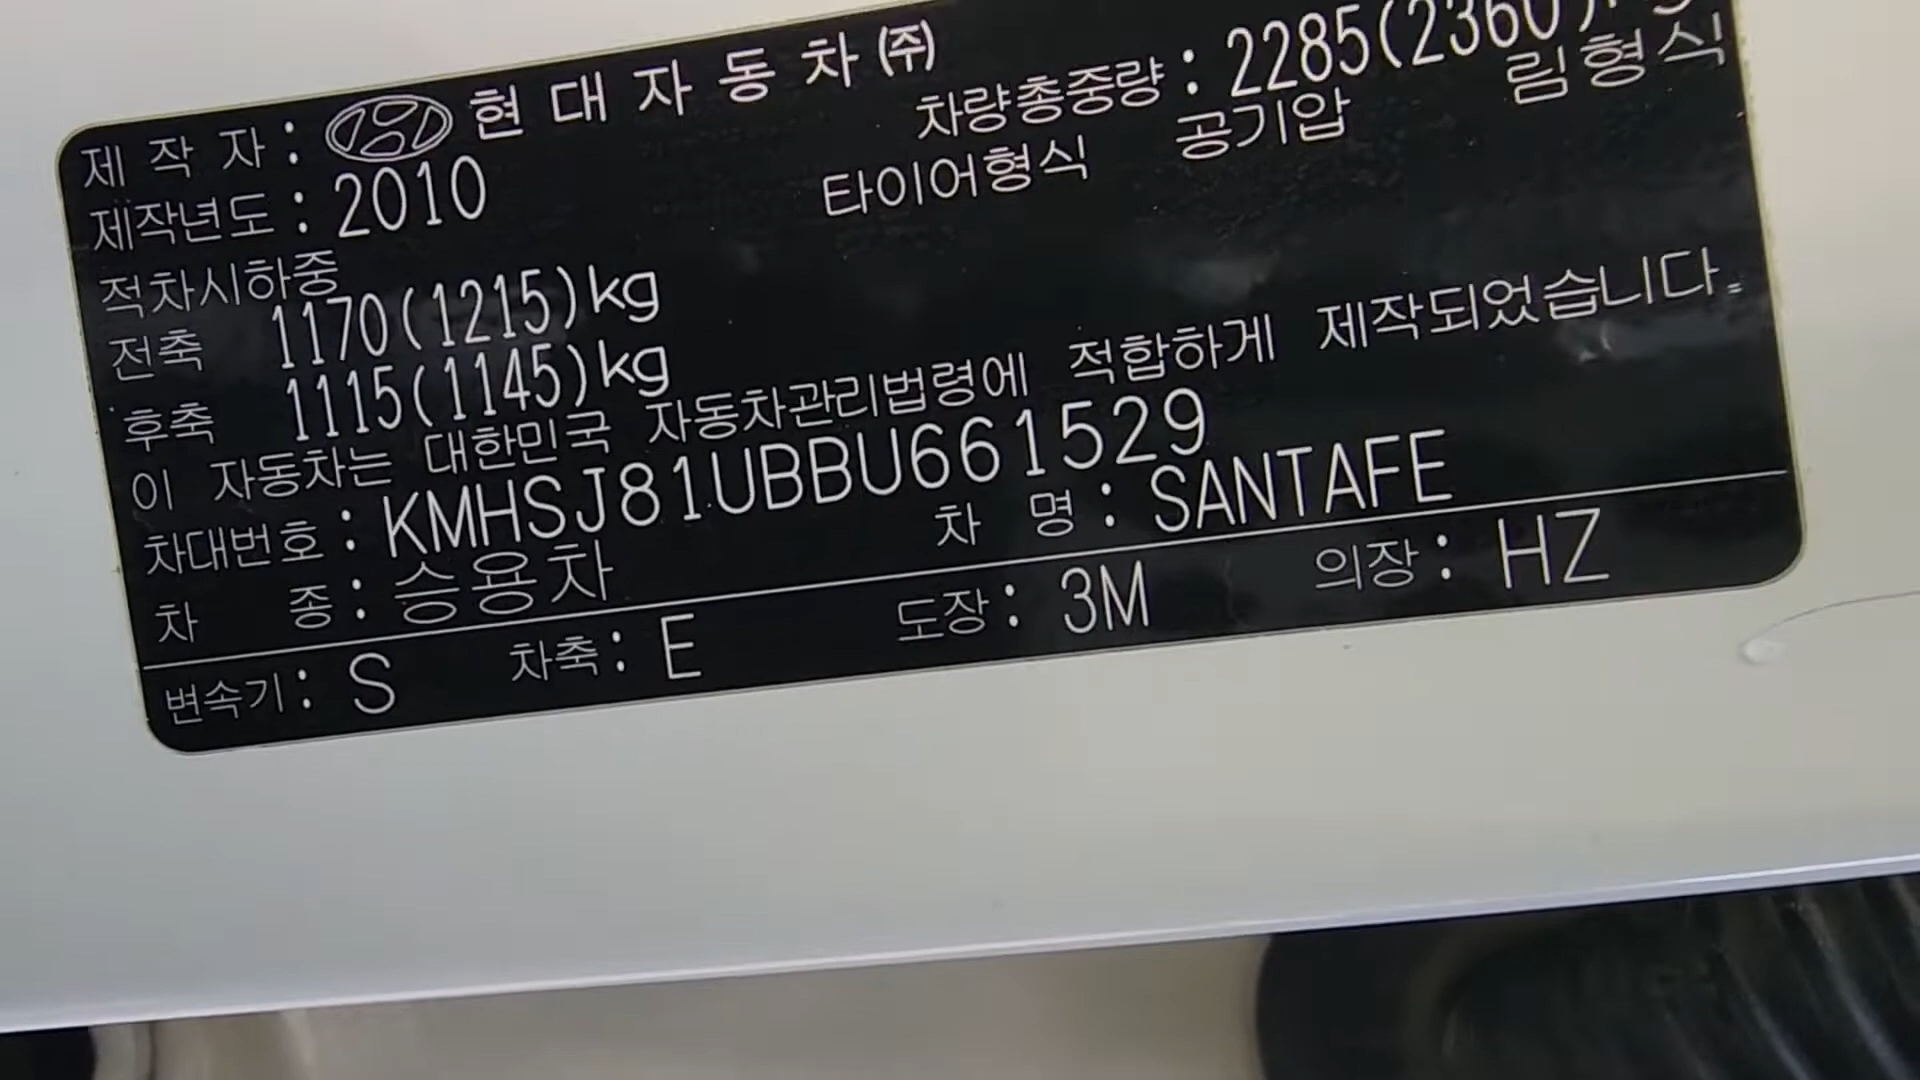 제 작 자 : 현 대 자 동 차 ㈜
제작년도 : 2010
차량총중량 : 2285(2360)
적차시하중
타이어형식 공기압 림형식
전축 1170(1215)kg
후축 1115(1145)kg
이 자동차는 대한민국 자동차관리법령에 적합하게 제작되었습니다.
차대번호 : KMHSJ81UBBU661529
차 종 : 승용차 차 명 : SANTAFE
변속기 : S 차축 : E 도장 : 3M 의장 : HZ